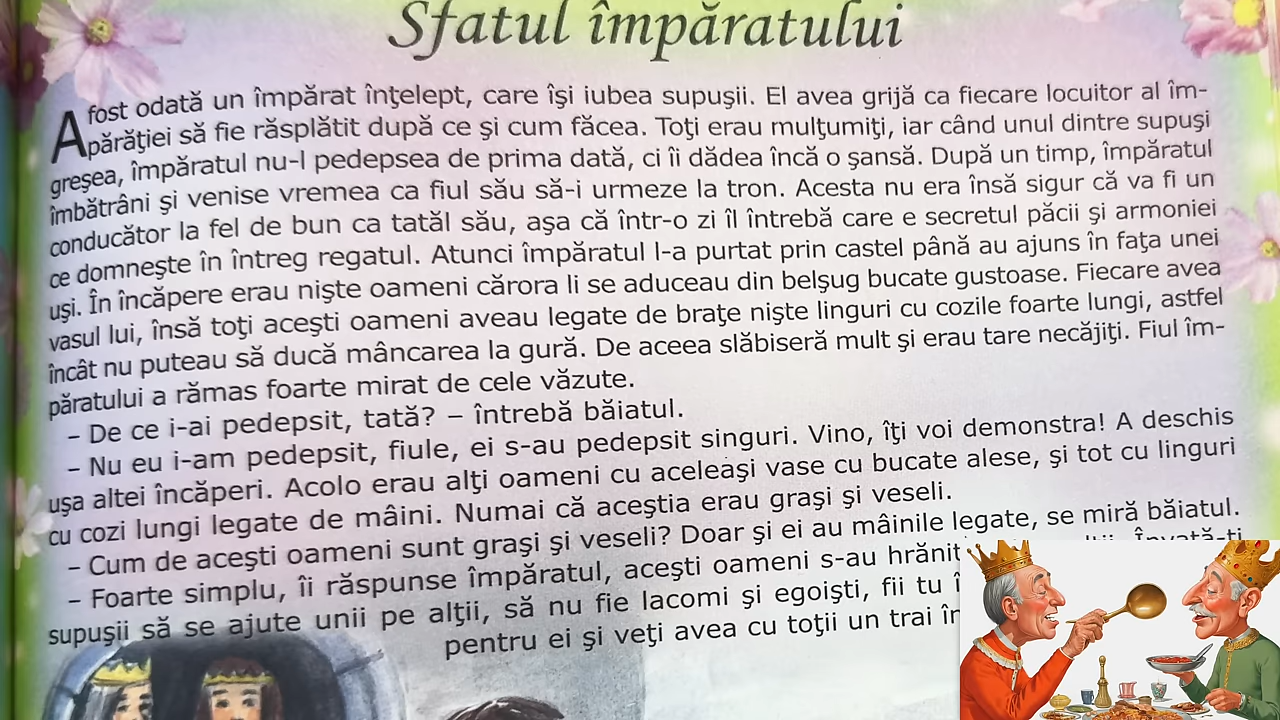 Sfatul împăratului
A fost odată un împărat înţelept, care îşi iubea supuşii. El avea grijă ca fiecare locuitor al îm-
părăţiei să fie răsplătit după ce şi cum făcea. Toţi erau mulţumiţi, iar când unul dintre supuşi
greşea, împăratul nu-l pedepsea de prima dată, ci îi dădea încă o şansă. După un timp, împăratul
îmbătrâni şi venise vremea ca fiul său să-i urmeze la tron. Acesta nu era însă sigur că va fi un
conducător la fel de bun ca tatăl său, aşa că într-o zi îl întrebă care e secretul păcii şi armoniei
ce domneşte în întreg regatul. Atunci împăratul l-a purtat prin castel până au ajuns în faţa unei
uşi. În încăpere erau nişte oameni cărora li se aduceau din belşug bucate gustoase. Fiecare avea
vasul lui, însă toţi aceşti oameni aveau legate de braţe nişte linguri cu cozile foarte lungi, astfel
încât nu puteau să ducă mâncarea la gură. De aceea slăbiseră mult şi erau tare necăjiţi. Fiul îm-
păratului a rămas foarte mirat de cele văzute.
– De ce i-ai pedepsit, tată? – întrebă băiatul.
– Nu eu i-am pedepsit, fiule, ei s-au pedepsit singuri. Vino, îţi voi demonstra! A deschis
uşa altei încăperi. Acolo erau alţi oameni cu aceleaşi vase cu bucate alese, şi tot cu linguri
cu cozi lungi legate de mâini. Numai că aceştia erau graşi şi veseli.
– Cum de aceşti oameni sunt graşi şi veseli? Doar şi ei au mâinile legate, se miră băiatul.
– Foarte simplu, îi răspunse împăratul, aceşti oameni s-au hrănit Învaţă-ţi
supuşii să se ajute unii pe alţii, să nu fie lacomi şi egoişti, fii tu
pentru ei şi veţi avea cu toţii un trai